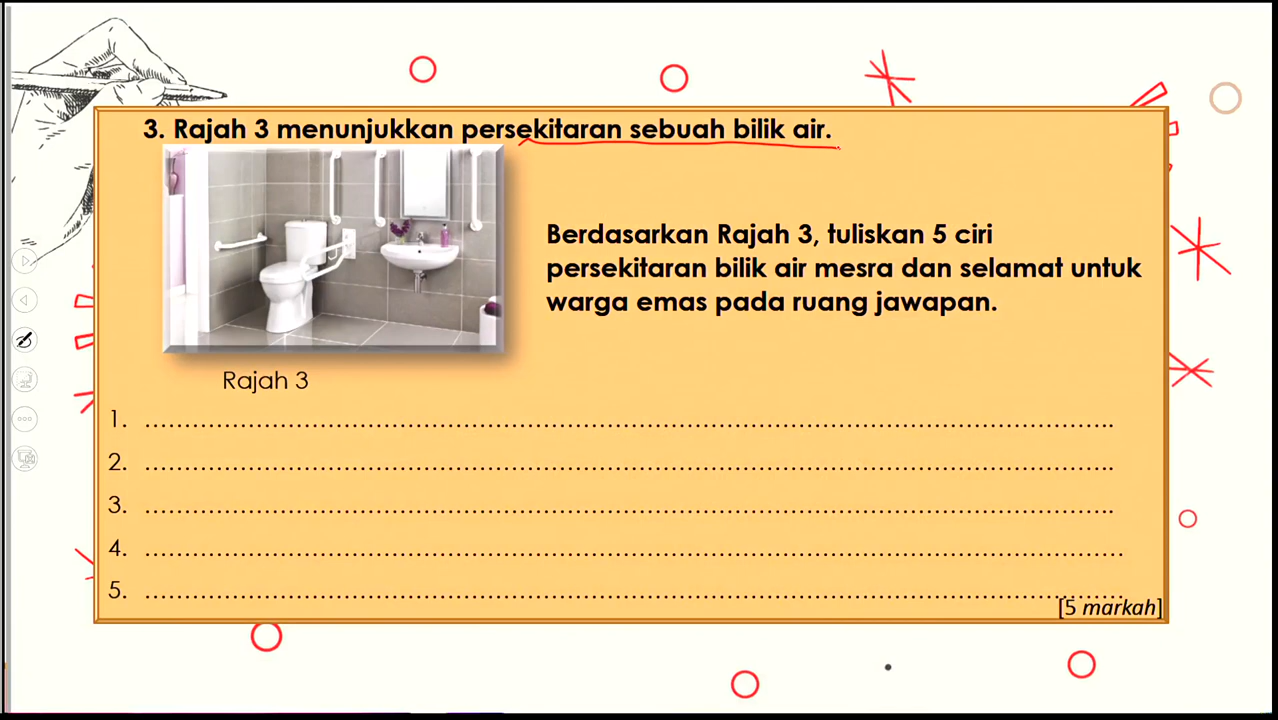 3. Rajah 3 menunjukkan persekitaran sebuah bilik air.
Berdasarkan Rajah 3, tuliskan 5 ciri
persekitaran bilik air mesra dan selamat untuk
warga emas pada ruang jawapan.
Rajah 3
1. ……………………………………………………………………………………………..
2. ……………………………………………………………………………………………..
3. ……………………………………………………………………………………………..
4. ………………………………………………………………………………………………
5. ………………………………………………………………………………………………
[5 markah]